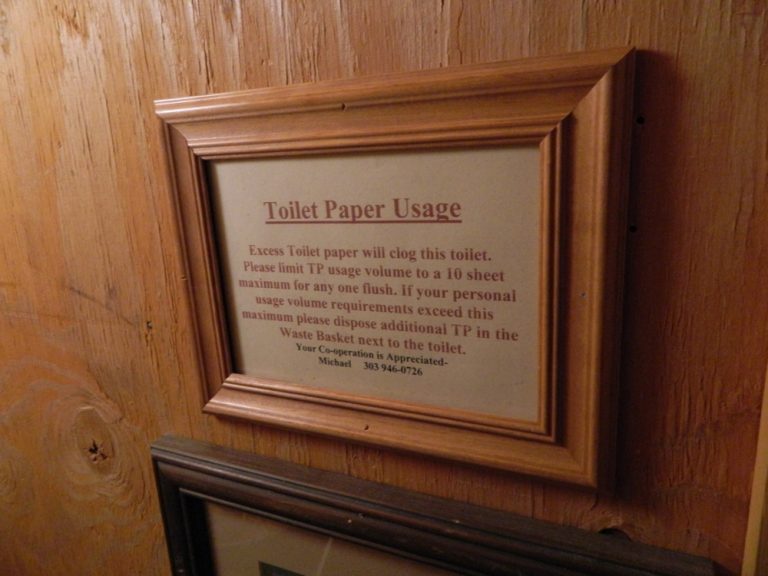 Toilet Paper Usage
Excess Toilet paper will clog this toilet.
Please limit TP usage volume to a 10 sheet
maximum for any one flush. If your personal
usage volume requirements exceed this
maximum please dispose additional TP in the
Waste Basket next to the toilet.
Your Co-operation is Appreciated-
Michael 303 946-0726